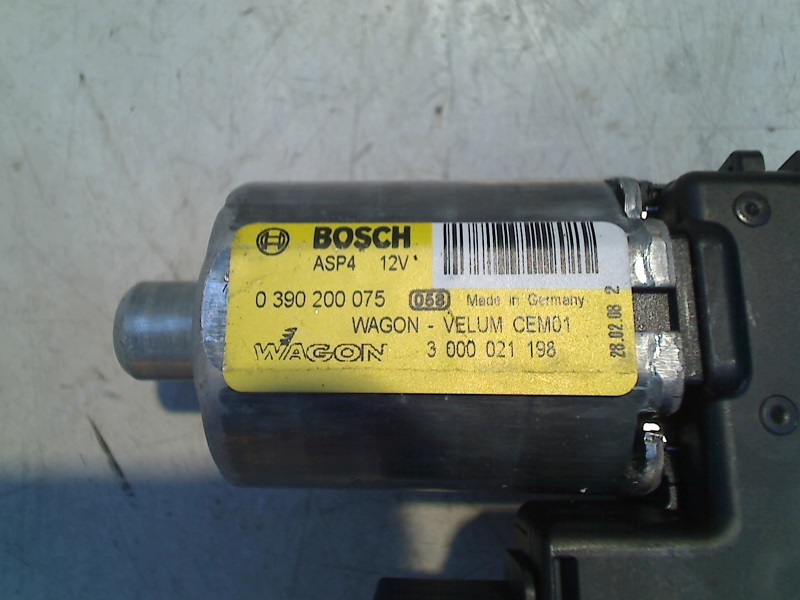 BOSCH
ASP4 12V
0 390 200 075 058 Made in Germany
WAGON - VELUM CEM01
WAGON 3 000 021 198
28.02.08 2